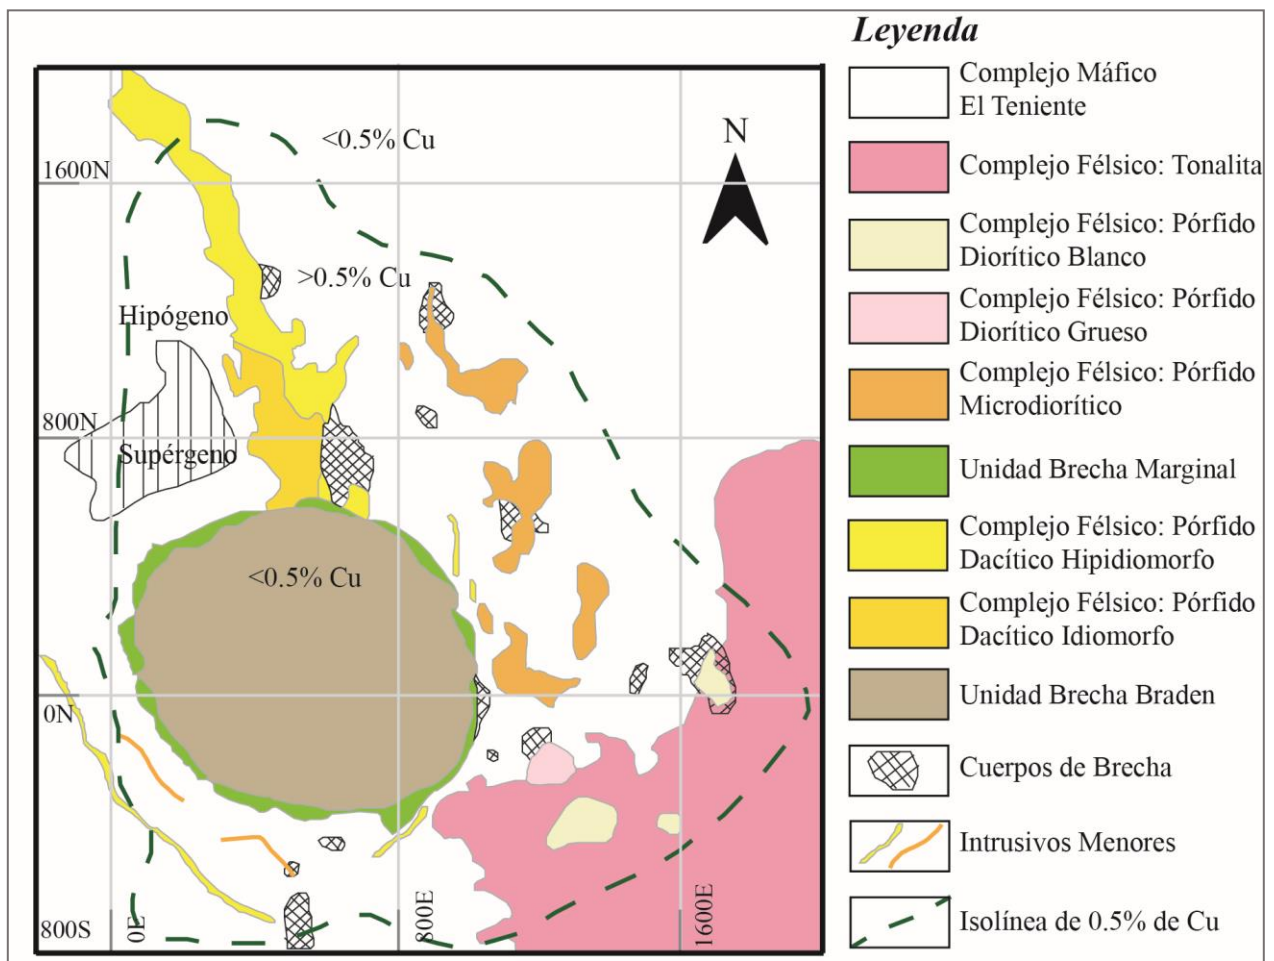 Leyenda
Complejo Máfico
El Teniente
Complejo Félsico: Tonalita
Complejo Félsico: Pórfido
Diorítico Blanco
Complejo Félsico: Pórfido
Diorítico Grueso
Complejo Félsico: Pórfido
Microdiorítico
Unidad Brecha Marginal
Complejo Félsico: Pórfido
Dacítico Hipidiomorfo
Complejo Félsico: Pórfido
Dacítico Idiomorfo
Unidad Brecha Braden
Cuerpos de Brecha
Intrusivos Menores
Isolínea de 0.5% de Cu
N
<0.5% Cu
1600N
>0.5% Cu
Hipógeno
800N
Supérgeno
<0.5% Cu
0N
800S
0E
800E
1600E